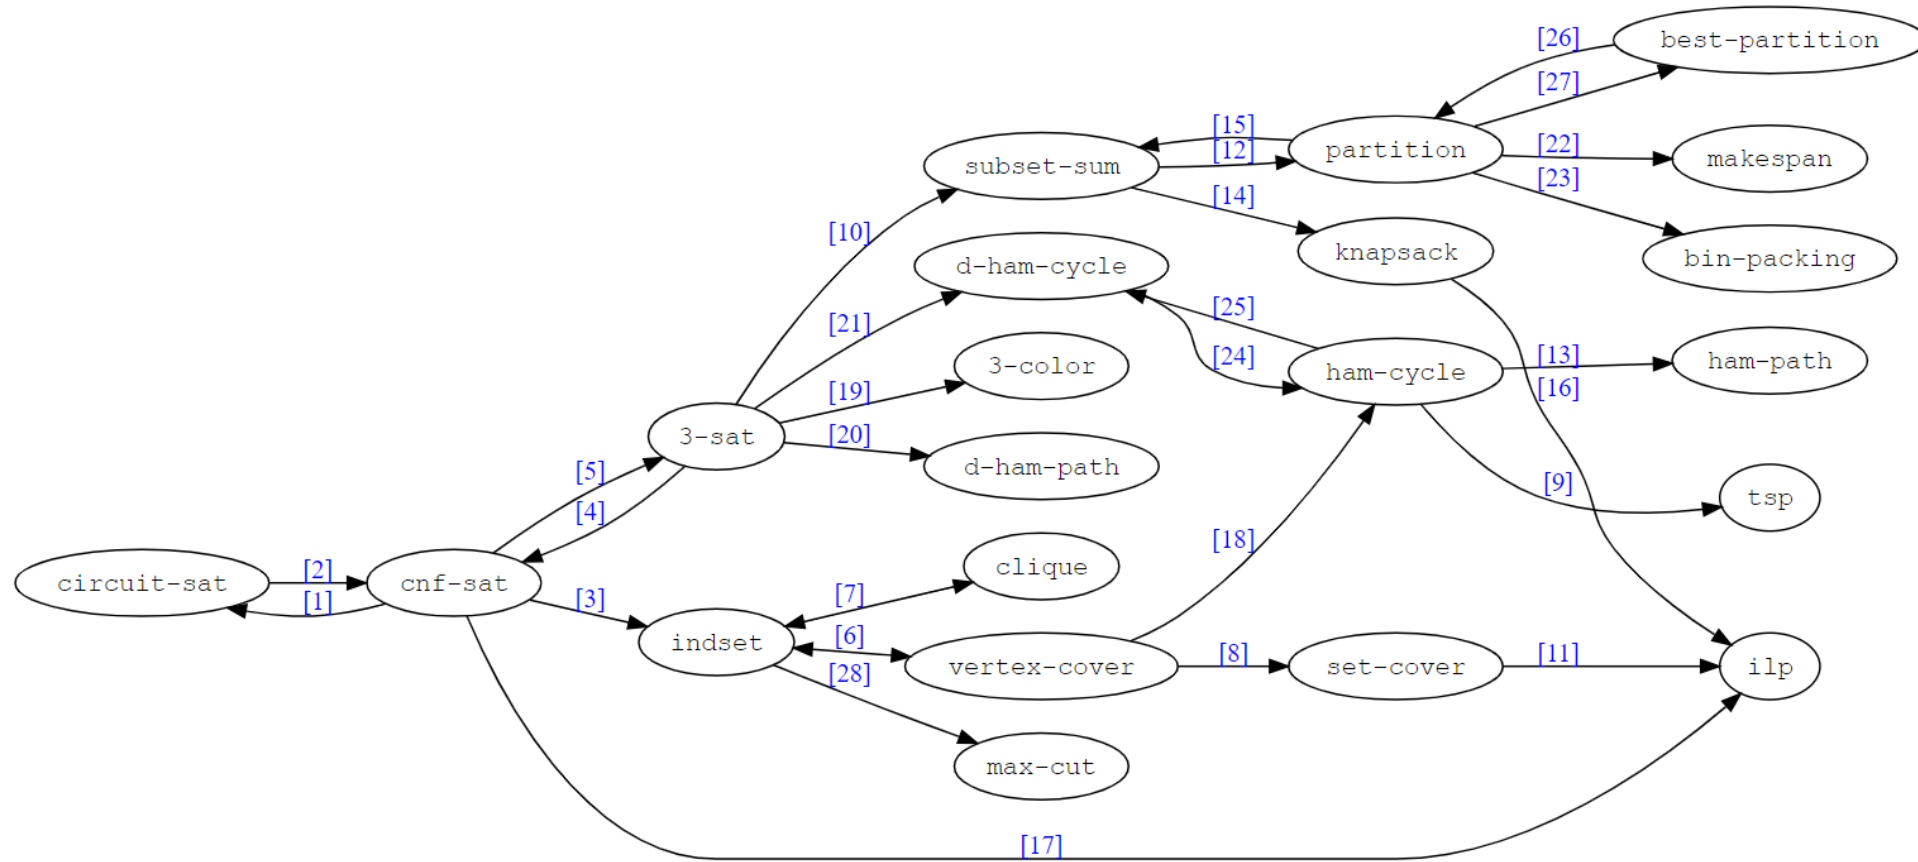 [26]
best-partition
[27]
[15]
[12]
partition
[22]
makespan
subset-sum
[14]
[23]
[10]
knapsack
bin-packing
d-ham-cycle
[25]
[21]
[24]
[13]
ham-path
3-color
ham-cycle
[16]
[19]
3-sat
[20]
d-ham-path
[5]
[9]
tsp
[4]
[18]
clique
[2]
circuit-sat
cnf-sat
[1]
[3]
[7]
indset
[6]
vertex-cover
[8]
set-cover
[11]
ilp
[28]
max-cut
[17]